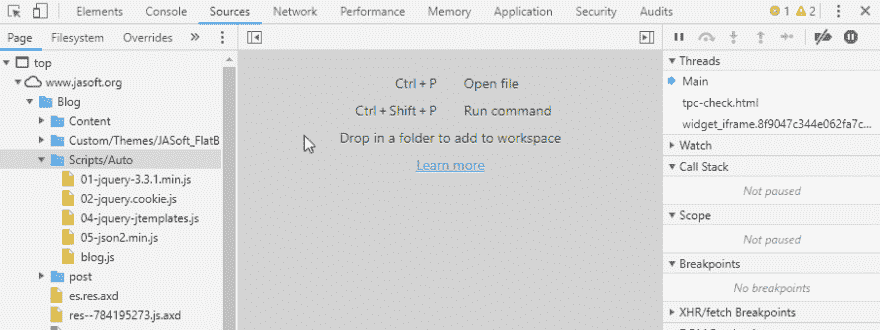 Elements Console Sources Network Performance Memory Application Security Audits 1 2
Page Filesystem Overrides »
top
www.jasoft.org
Blog
Content
Custom/Themes/JASoft_FlatB
Scripts/Auto
01-jquery-3.3.1.min.js
02-jquery.cookie.js
04-jquery-jtemplates.js
05-json2.min.js
blog.js
post
es.res.axd
res--784195273.js.axd
Ctrl + P Open file
Ctrl + Shift + P Run command
Drop in a folder to add to workspace
Learn more
Threads
Main
tpc-check.html
widget_iframe.8f9047c344e062fa7c...
Watch
Call Stack
Not paused
Scope
Not paused
Breakpoints
No breakpoints
XHR/fetch Breakpoints